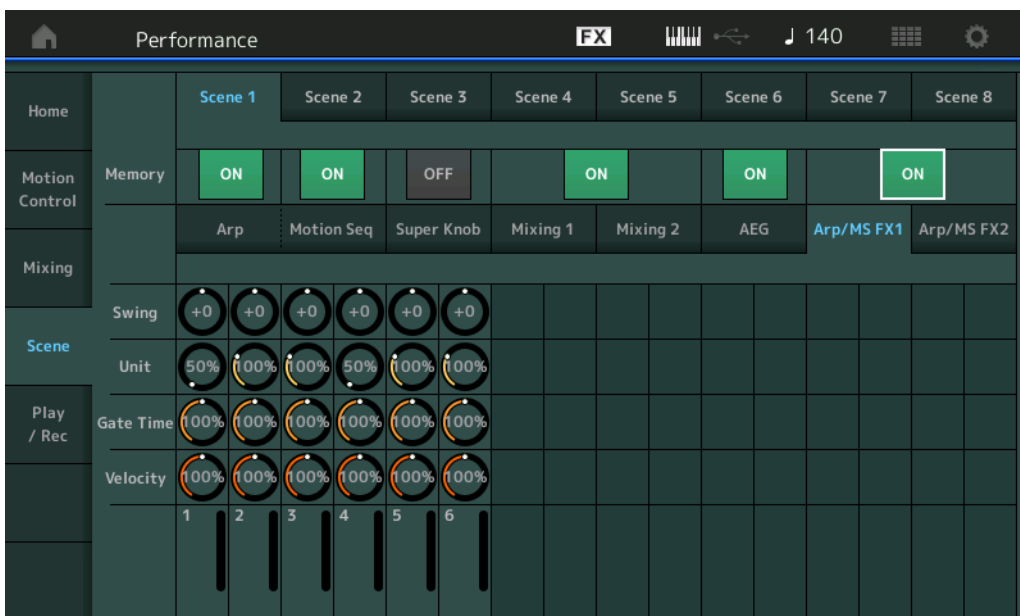 Performance FX 140
Scene 1 Scene 2 Scene 3 Scene 4 Scene 5 Scene 6 Scene 7 Scene 8
Home
Motion
Control
Mixing
Scene
Play
/ Rec
Memory ON ON OFF ON ON ON
Arp Motion Seq Super Knob Mixing 1 Mixing 2 AEG Arp/MS FX1 Arp/MS FX2
Swing +0 +0 +0 +0 +0 +0
Unit 50% 100% 100% 50% 100% 100%
Gate Time 100% 100% 100% 100% 100% 100%
Velocity 100% 100% 100% 100% 100% 100%
1 2 3 4 5 6